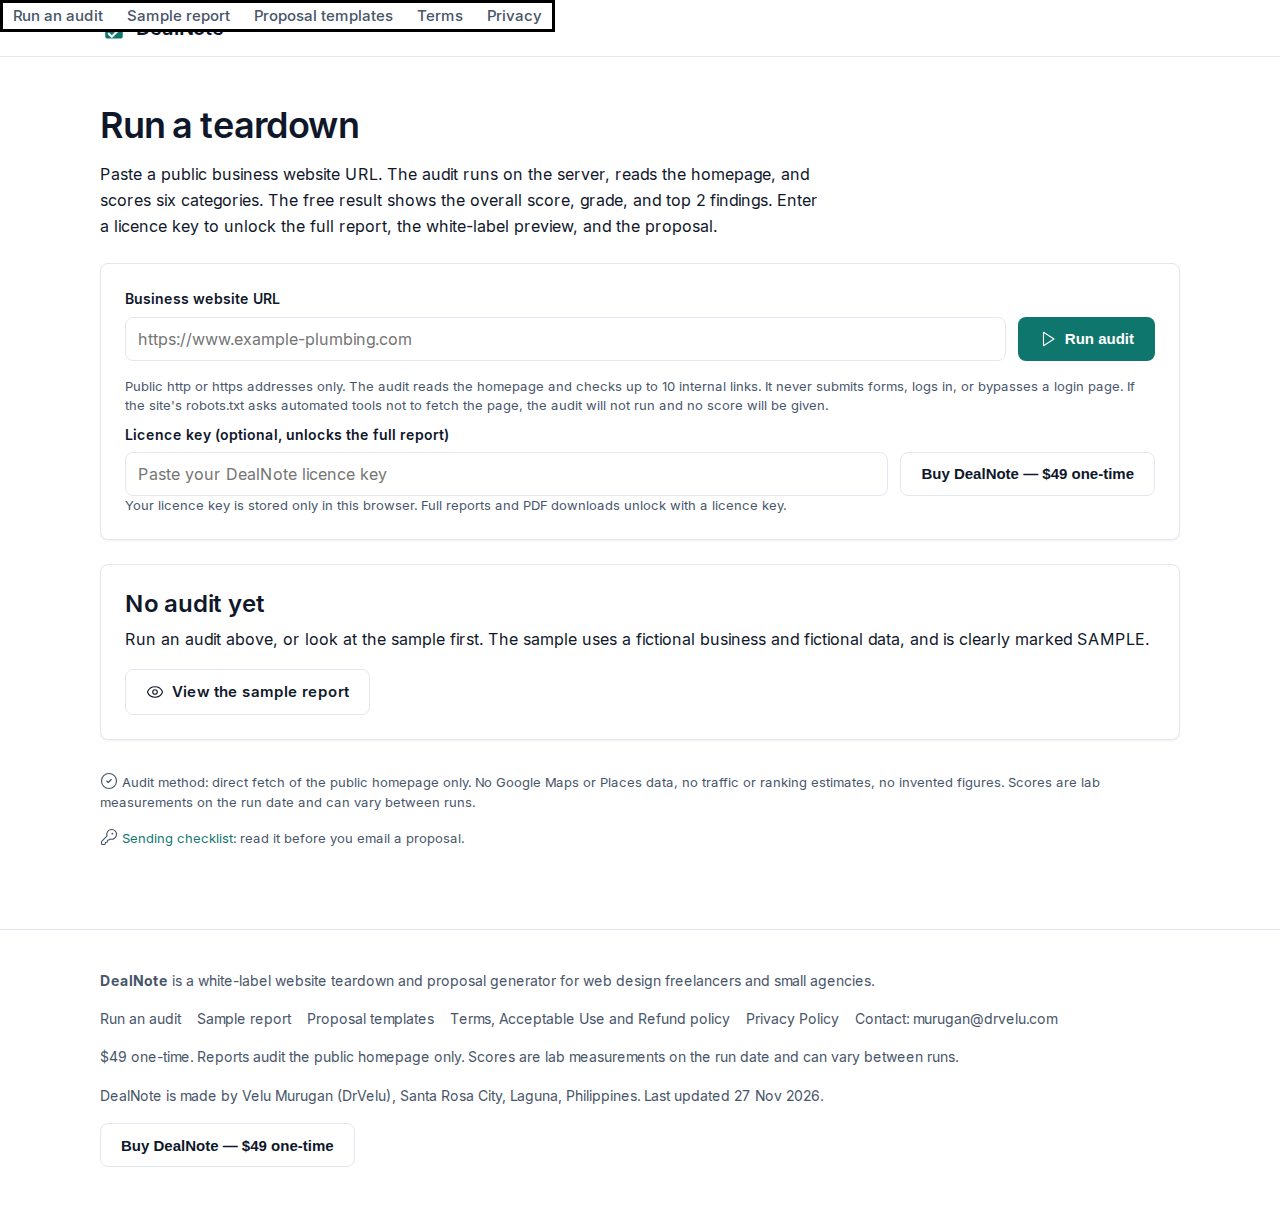 Run an audit Sample report Proposal templates Terms Privacy
DealNote
Run a teardown
Paste a public business website URL. The audit runs on the server, reads the homepage, and
scores six categories. The free result shows the overall score, grade, and top 2 findings. Enter
a licence key to unlock the full report, the white-label preview, and the proposal.
Business website URL
https://www.example-plumbing.com
Run audit
Public http or https addresses only. The audit reads the homepage and checks up to 10 internal links. It never submits forms, logs in, or bypasses a login page. If
the site's robots.txt asks automated tools not to fetch the page, the audit will not run and no score will be given.
Licence key (optional, unlocks the full report)
Paste your DealNote licence key
Buy DealNote — $49 one-time
Your licence key is stored only in this browser. Full reports and PDF downloads unlock with a licence key.
No audit yet
Run an audit above, or look at the sample first. The sample uses a fictional business and fictional data, and is clearly marked SAMPLE.
View the sample report
Audit method: direct fetch of the public homepage only. No Google Maps or Places data, no traffic or ranking estimates, no invented figures. Scores are lab
measurements on the run date and can vary between runs.
Sending checklist: read it before you email a proposal.
DealNote is a white-label website teardown and proposal generator for web design freelancers and small agencies.
Run an audit Sample report Proposal templates Terms, Acceptable Use and Refund policy Privacy Policy Contact: murugan@drvelu.com
$49 one-time. Reports audit the public homepage only. Scores are lab measurements on the run date and can vary between runs.
DealNote is made by Velu Murugan (DrVelu), Santa Rosa City, Laguna, Philippines. Last updated 27 Nov 2026.
Buy DealNote — $49 one-time